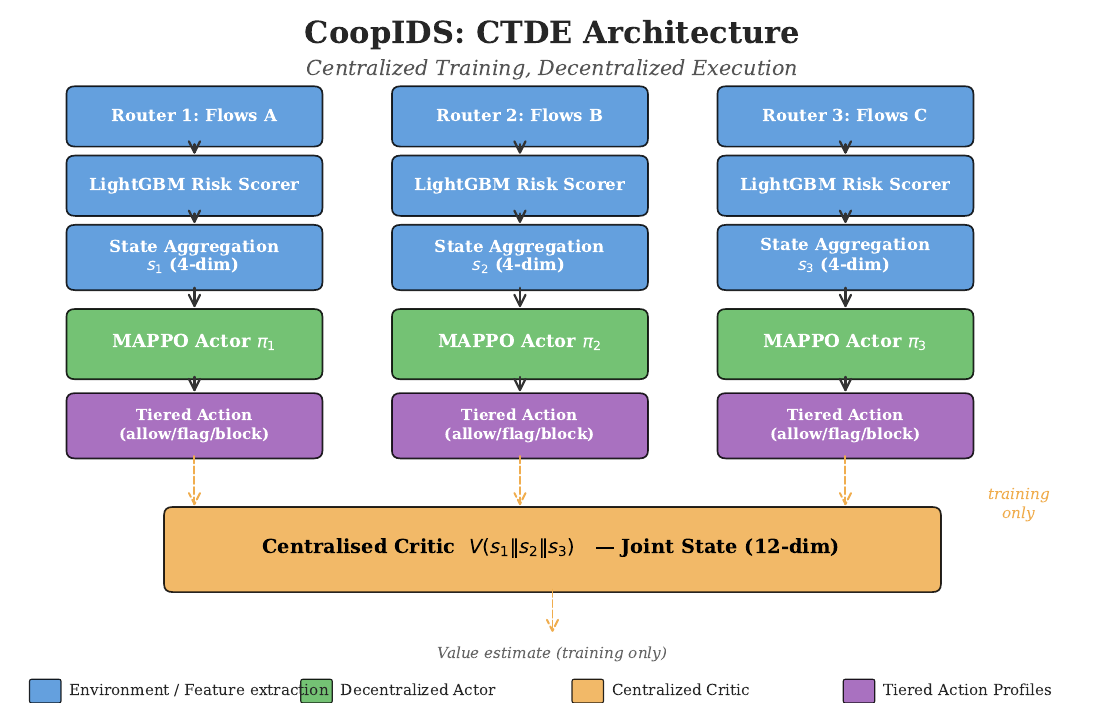 CoopIDS: CTDE Architecture
Centralized Training, Decentralized Execution
Router 1: Flows A
Router 2: Flows B
Router 3: Flows C
LightGBM Risk Scorer
LightGBM Risk Scorer
LightGBM Risk Scorer
State Aggregation
s₁ (4-dim)
State Aggregation
s₂ (4-dim)
State Aggregation
s₃ (4-dim)
MAPPO Actor π₁
MAPPO Actor π₂
MAPPO Actor π₃
Tiered Action
(allow/flag/block)
Tiered Action
(allow/flag/block)
Tiered Action
(allow/flag/block)
training
only
Centralised Critic V(s₁‖s₂‖s₃) — Joint State (12-dim)
Value estimate (training only)
Environment / Feature extraction
Decentralized Actor
Centralized Critic
Tiered Action Profiles